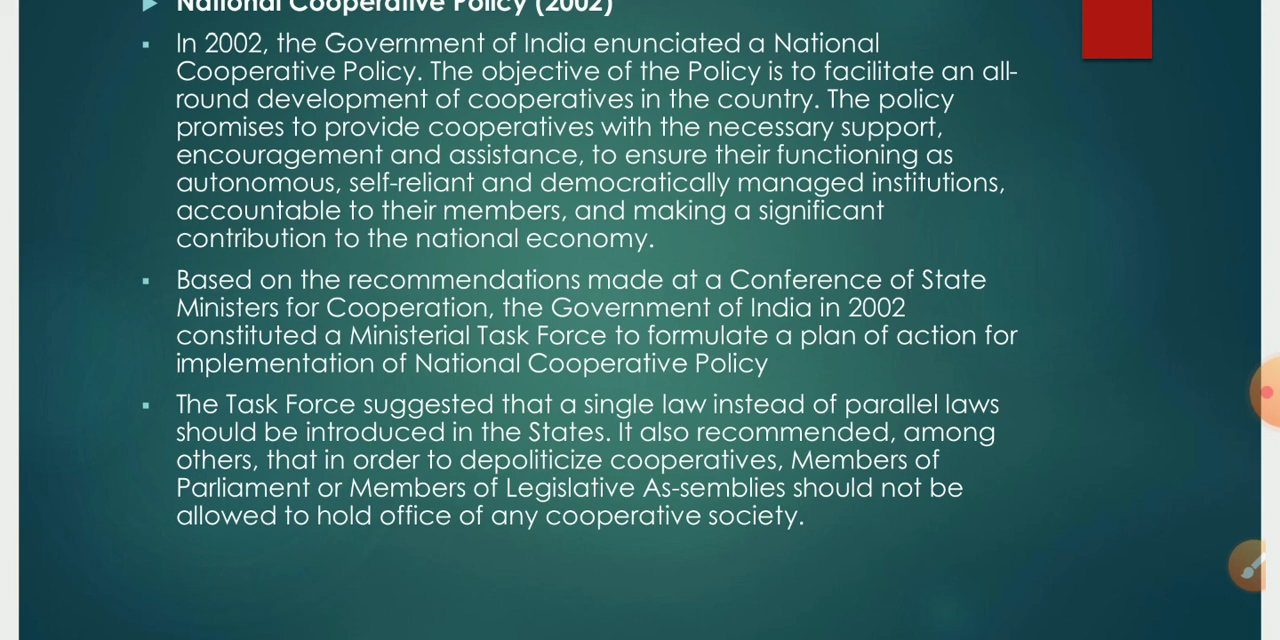 National Cooperative Policy (2002)
In 2002, the Government of India enunciated a National
Cooperative Policy. The objective of the Policy is to facilitate an all-
round development of cooperatives in the country. The policy
promises to provide cooperatives with the necessary support,
encouragement and assistance, to ensure their functioning as
autonomous, self-reliant and democratically managed institutions,
accountable to their members, and making a significant
contribution to the national economy.
Based on the recommendations made at a Conference of State
Ministers for Cooperation, the Government of India in 2002
constituted a Ministerial Task Force to formulate a plan of action for
implementation of National Cooperative Policy
The Task Force suggested that a single law instead of parallel laws
should be introduced in the States. It also recommended, among
others, that in order to depoliticize cooperatives, Members of
Parliament or Members of Legislative As-semblies should not be
allowed to hold office of any cooperative society.